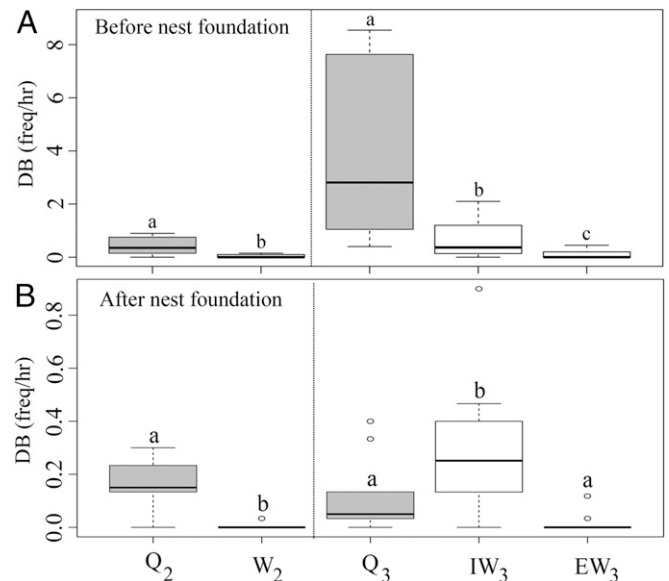 A
Before nest foundation
DB (freq/hr)
8
6
4
2
0
a
b
a
b
c
B
After nest foundation
DB (freq/hr)
0.8
0.6
0.4
0.2
0.0
a
b
a
b
a
Q₂ W₂ Q₃ IW₃ EW₃